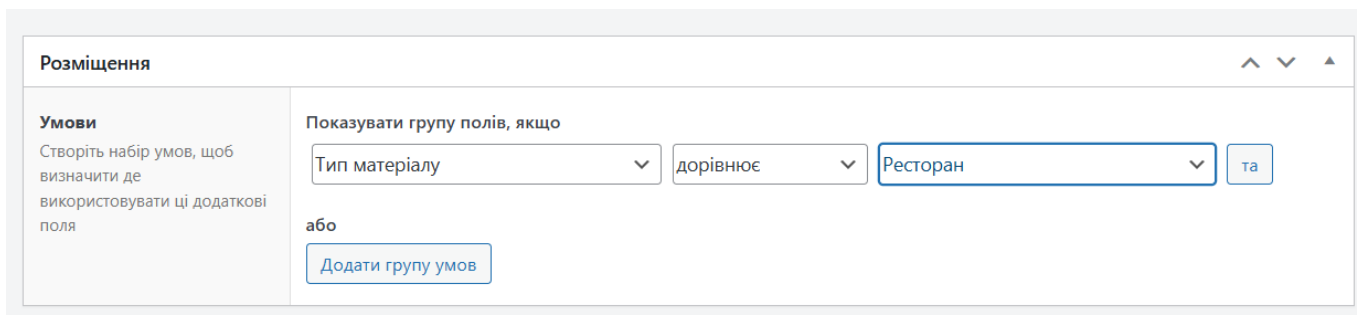 Розміщення
Умови
Створіть набір умов, щоб
визначити де
використовувати ці додаткові
поля
Показувати групу полів, якщо
Тип матеріалу дорівнює Ресторан та
або
Додати групу умов